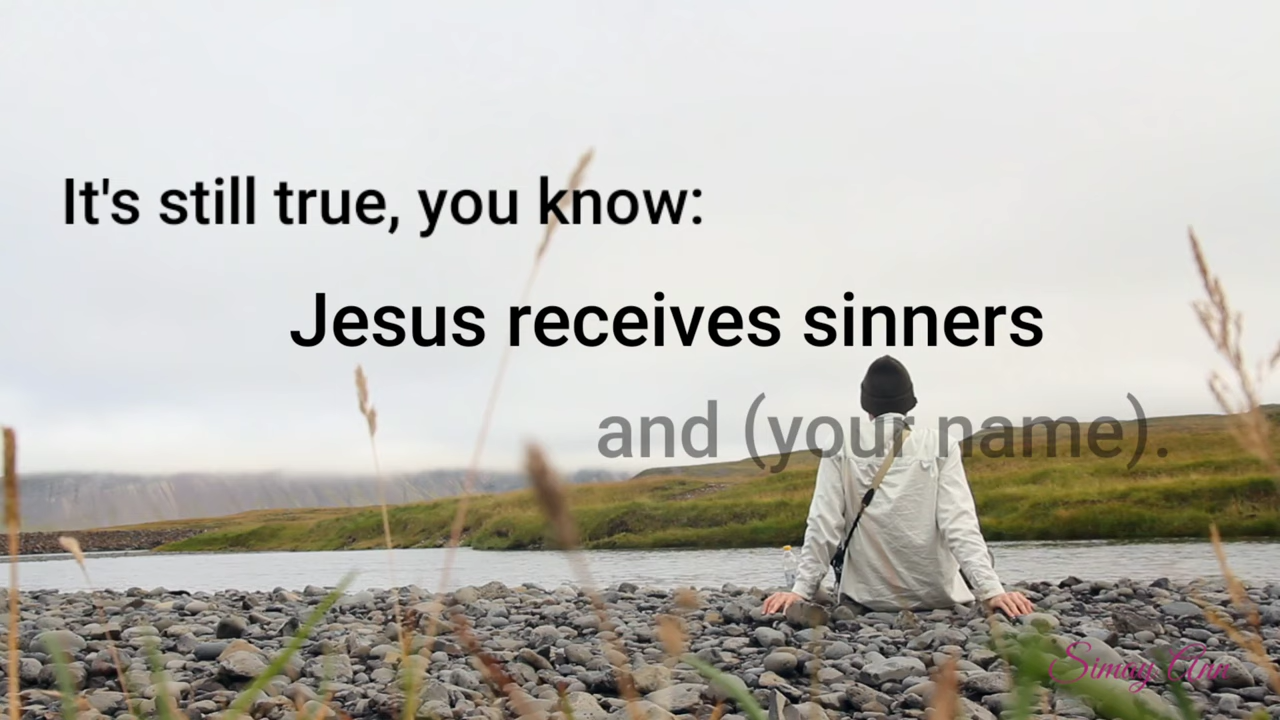 It's still true, you know:
Jesus receives sinners
and (your name).
Simay Ann